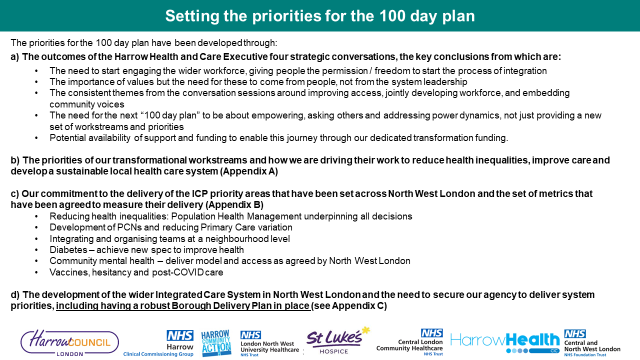 Setting the priorities for the 100 day plan
The priorities for the 100 day plan have been developed through:
a) The outcomes of the Harrow Health and Care Executive four strategic conversations, the key conclusions from which are:
• The need to start engaging the wider workforce, giving people the permission / freedom to start the process of integration
• The importance of values but the need for these to come from people, not from the system leadership
• The consistent themes from the conversation sessions around improving access, jointly developing workforce, and embedding
community voices
• The need for the next “100 day plan” to be about empowering, asking others and addressing power dynamics, not just providing a new
set of workstreams and priorities
• Potential availability of support and funding to enable this journey through our dedicated transformation funding.
b) The priorities of our transformational workstreams and how we are driving their work to reduce health inequalities, improve care and
develop a sustainable local health care system (Appendix A)
c) Our commitment to the delivery of the ICP priority areas that have been set across North West London and the set of metrics that
have been agreed to measure their delivery (Appendix B)
• Reducing health inequalities: Population Health Management underpinning all decisions
• Development of PCNs and reducing Primary Care variation
• Integrating and organising teams at a neighbourhood level
• Diabetes – achieve new spec to improve health
• Community mental health – deliver model and access as agreed by North West London
• Vaccines, hesitancy and post-COVID care
d) The development of the wider Integrated Care System in North West London and the need to secure our agency to deliver system
priorities, including having a robust Borough Delivery Plan in place (see Appendix C)
HarrowCOUNCIL
LONDON
NHS
Harrow
Clinical Commissioning Group
HARROW
COMMUNITY
ACTION
NHS
London North West
University Healthcare
NHS Trust
St Luke's
HOSPICE
NHS
Central London
Community Healthcare
NHS Trust
HarrowHealth
CIC
NHS
Central and
North West London
NHS Foundation Trust